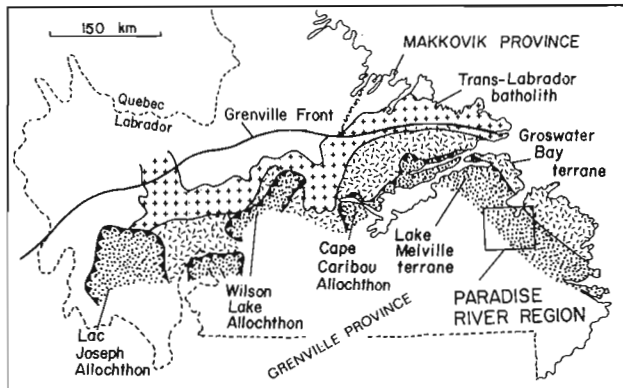 150 km
MAKKOVIK PROVINCE
Trans-Labrador
batholith
Quebec
Labrador
Grenville Front
Groswater
Bay
terrane
Cape
Caribou
Allochthon
Lake
Melville
terrane
Wilson
Lake
Allochthon
PARADISE
RIVER REGION
Lac
Joseph
Allochthon
GRENVILLE PROVINCE